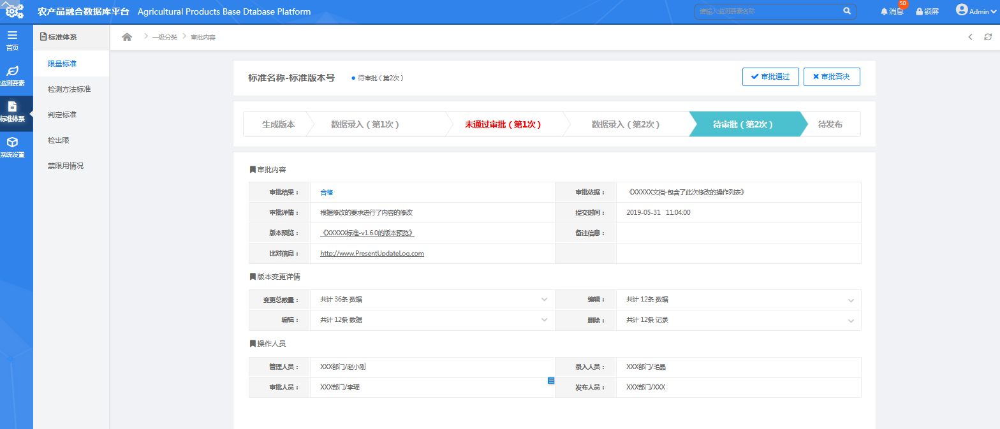 农产品融合数据库平台 Agricultural Products Base Dtabase Platform
请输入监测要素名称
消息 50
锁屏
Admin
首页
监测要素
标准体系
系统设置
标准体系
限量标准
检测方法标准
判定标准
检出限
禁限用情况
一级分类 审批内容
标准名称-标准版本号 待审批（第2次）
审批通过 审批否决
生成版本 数据录入（第1次） 未通过审批（第1次） 数据录入（第2次） 待审批（第2次） 待发布
审批内容
审批结果： 合格 审批依据： 《XXXXX文档-包含了此次修改的操作列表》
审批详情： 根据修改的要求进行了内容的修改 提交时间： 2019-05-31 11:04:00
版本预览： 《XXXXX标准-v1.6.0的版本预览》 备注信息：
比对信息： http://www.PresentUpdateLog.com
版本变更详情
变更总数量： 共计 36条 数据 编辑： 共计 12条 数据
编辑： 共计 12条 数据 删除： 共计 12条 记录
操作人员
管理人员： XXX部门/赵小刚 录入人员： XXX部门/毛晶
审批人员： XXX部门/李瑶 发布人员： XXX部门/XXX